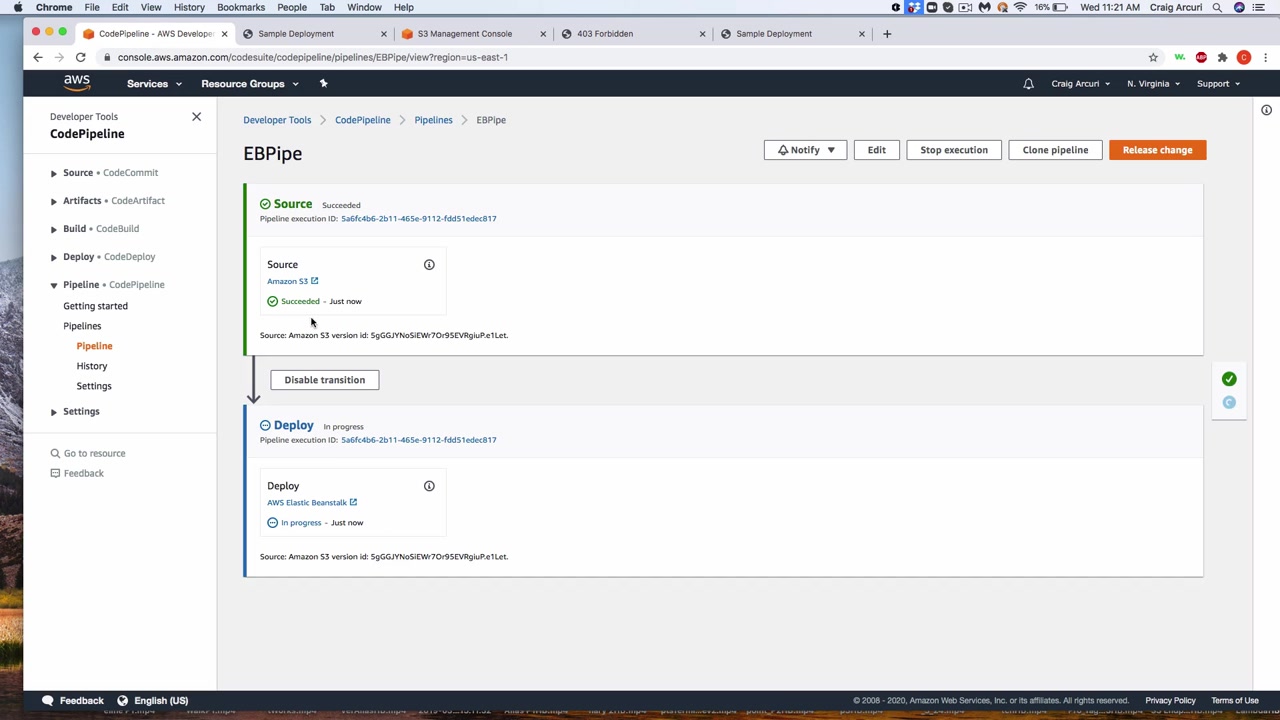 Chrome File Edit View History Bookmarks People Tab Window Help
16% Wed 11:21 AM Craig Arcuri
CodePipeline - AWS Develope
Sample Deployment
S3 Management Console
403 Forbidden
Sample Deployment
console.aws.amazon.com/codesuite/codepipeline/pipelines/EBPipe/view?region=us-east-1
aws Services Resource Groups Craig Arcuri N. Virginia Support
Developer Tools
CodePipeline
Source • CodeCommit
Artifacts • CodeArtifact
Build • CodeBuild
Deploy • CodeDeploy
Pipeline • CodePipeline
Getting started
Pipelines
Pipeline
History
Settings
Settings
Go to resource
Feedback
Developer Tools CodePipeline Pipelines EBPipe
EBPipe
Notify Edit Stop execution Clone pipeline Release change
Source Succeeded
Pipeline execution ID: 5a6fc4b6-2b11-465e-9112-fdd51edec817
Source
Amazon S3
Succeeded - Just now
Source: Amazon S3 version id: 5gGGJYNoSiEWr7Or95EVRgiuP.e1Let.
Disable transition
Deploy In progress
Pipeline execution ID: 5a6fc4b6-2b11-465e-9112-fdd51edec817
Deploy
AWS Elastic Beanstalk
In progress - Just now
Source: Amazon S3 version id: 5gGGJYNoSiEWr7Or95EVRgiuP.e1Let.
Feedback English (US)
© 2008 - 2020, Amazon Web Services, Inc. or its affiliates. All rights reserved. Privacy Policy Terms of Use